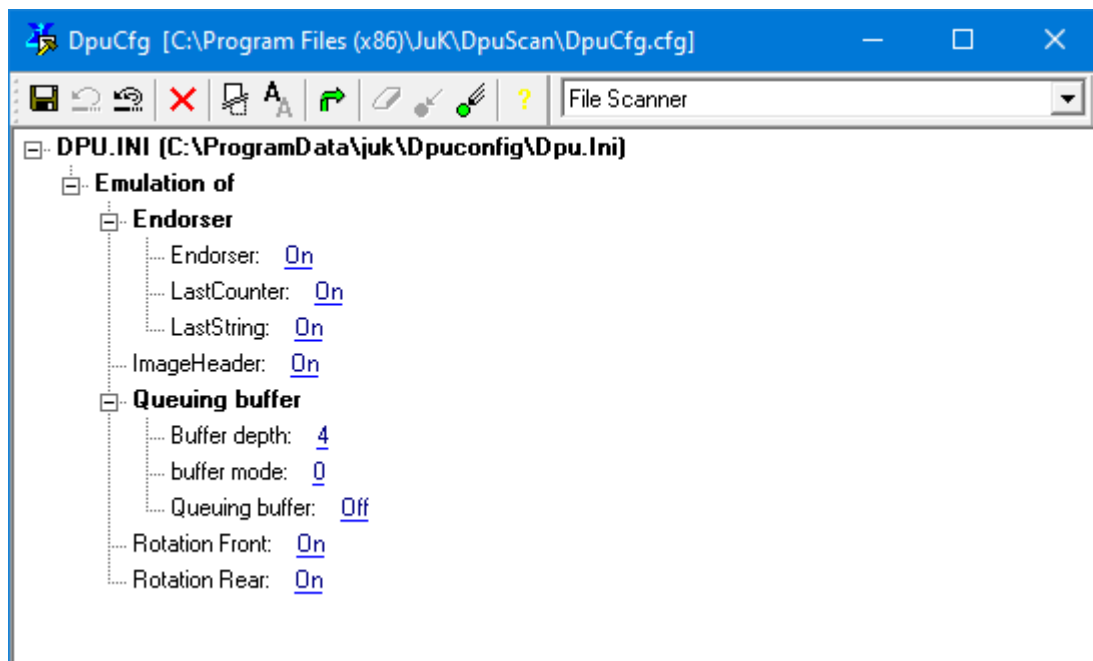 DpuCfg [C:\Program Files (x86)\JuK\DpuScan\DpuCfg.cfg]
File Scanner
DPU.INI (C:\ProgramData\juk\Dpuconfig\Dpu.Ini)
Emulation of
Endorser
Endorser: On
LastCounter: On
LastString: On
ImageHeader: On
Queuing buffer
Buffer depth: 4
buffer mode: 0
Queuing buffer: Off
Rotation Front: On
Rotation Rear: On